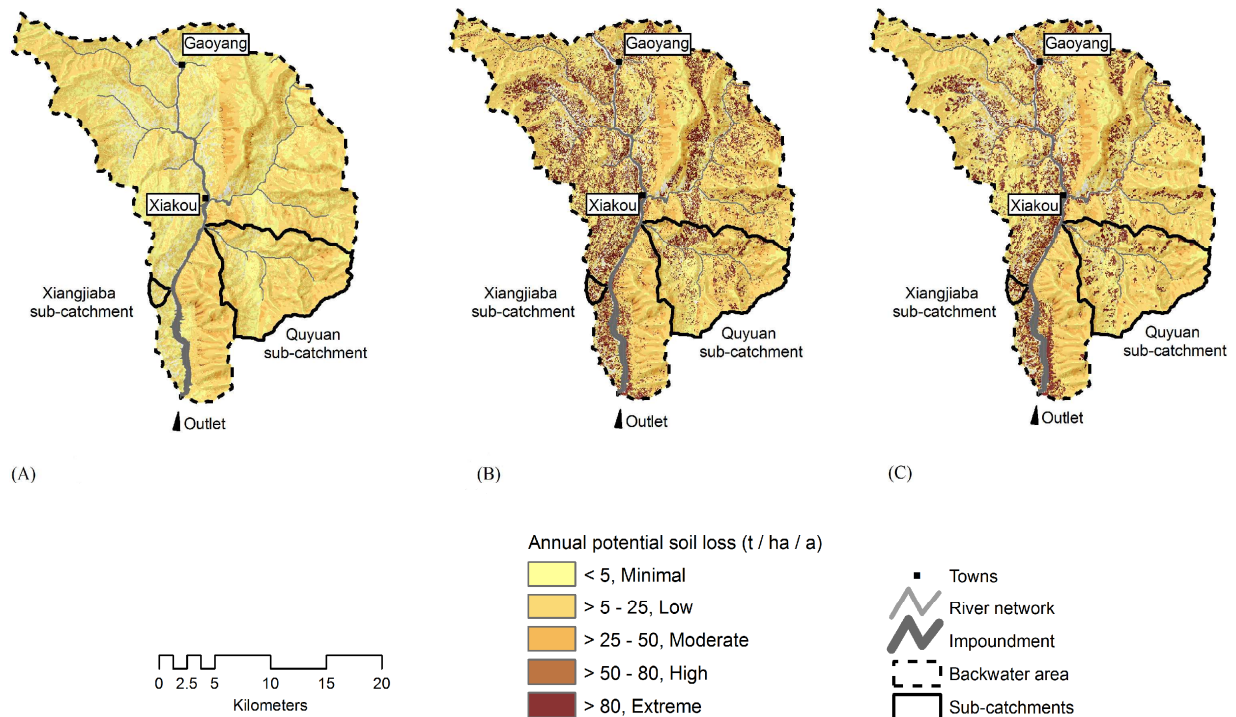 Gaoyang
Xiakou
Xiangjiaba
sub-catchment
Quyuan
sub-catchment
Outlet
(A)
Gaoyang
Xiakou
Xiangjiaba
sub-catchment
Quyuan
sub-catchment
Outlet
(B)
Gaoyang
Xiakou
Xiangjiaba
sub-catchment
Quyuan
sub-catchment
Outlet
(C)
0 2.5 5 10 15 20
Kilometers
Annual potential soil loss (t / ha / a)
< 5, Minimal
> 5 - 25, Low
> 25 - 50, Moderate
> 50 - 80, High
> 80, Extreme
Towns
River network
Impoundment
Backwater area
Sub-catchments